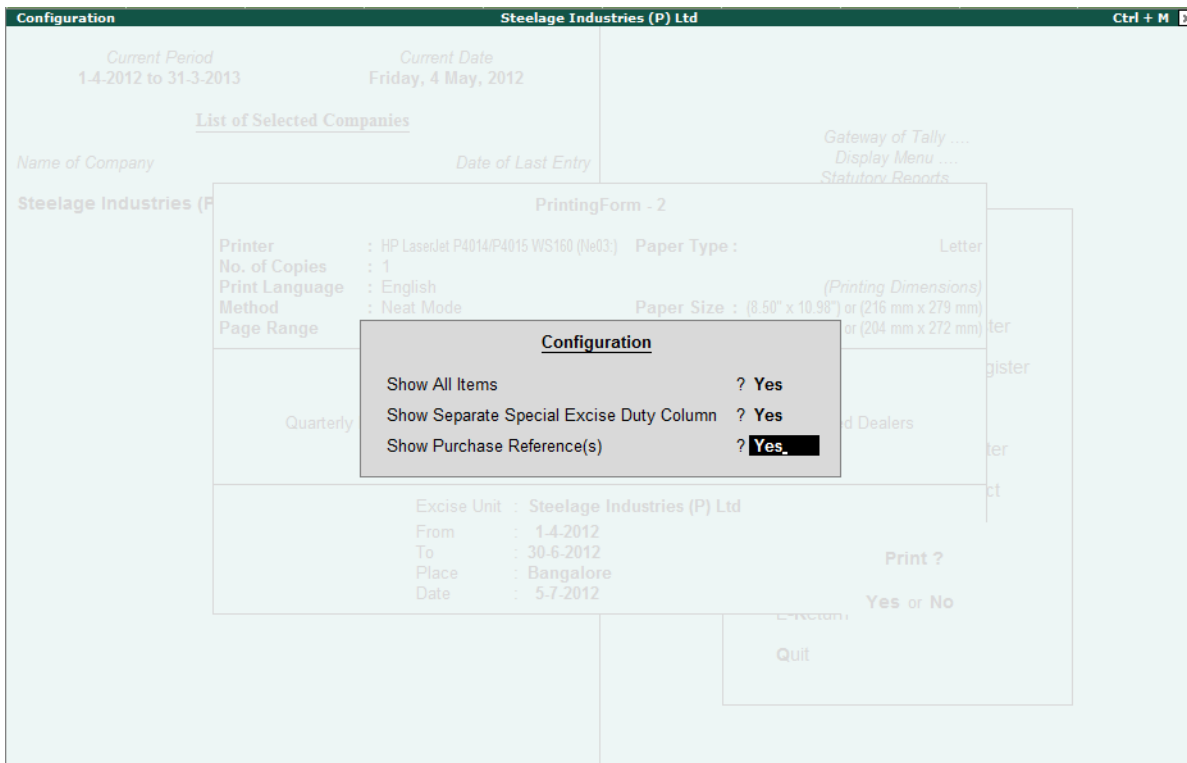 Configuration Steelage Industries (P) Ltd Ctrl + M
Current Period Current Date
1-4-2012 to 31-3-2013 Friday, 4 May, 2012
List of Selected Companies
Name of Company Date of Last Entry
Gateway of Tally ....
Display Menu ....
Statutory Reports
Steelage Industries (P
PrintingForm - 2
Printer : HP LaserJet P4014/P4015 WS160 (Ne03:) Paper Type : Letter
No. of Copies : 1
Print Language : English (Printing Dimensions)
Method : Neat Mode Paper Size : (8.50" x 10.98") or (216 mm x 279 mm)
Page Range or (204 mm x 272 mm) ter
Configuration
gister
Show All Items ? Yes
Show Separate Special Excise Duty Column ? Yes
Quarterly d Dealers
Show Purchase Reference(s) ? Yes
ter
ct
Excise Unit : Steelage Industries (P) Ltd
From : 1-4-2012
To : 30-6-2012
Place : Bangalore
Date : 5-7-2012
Print ?
Yes or No
E-Return
Quit